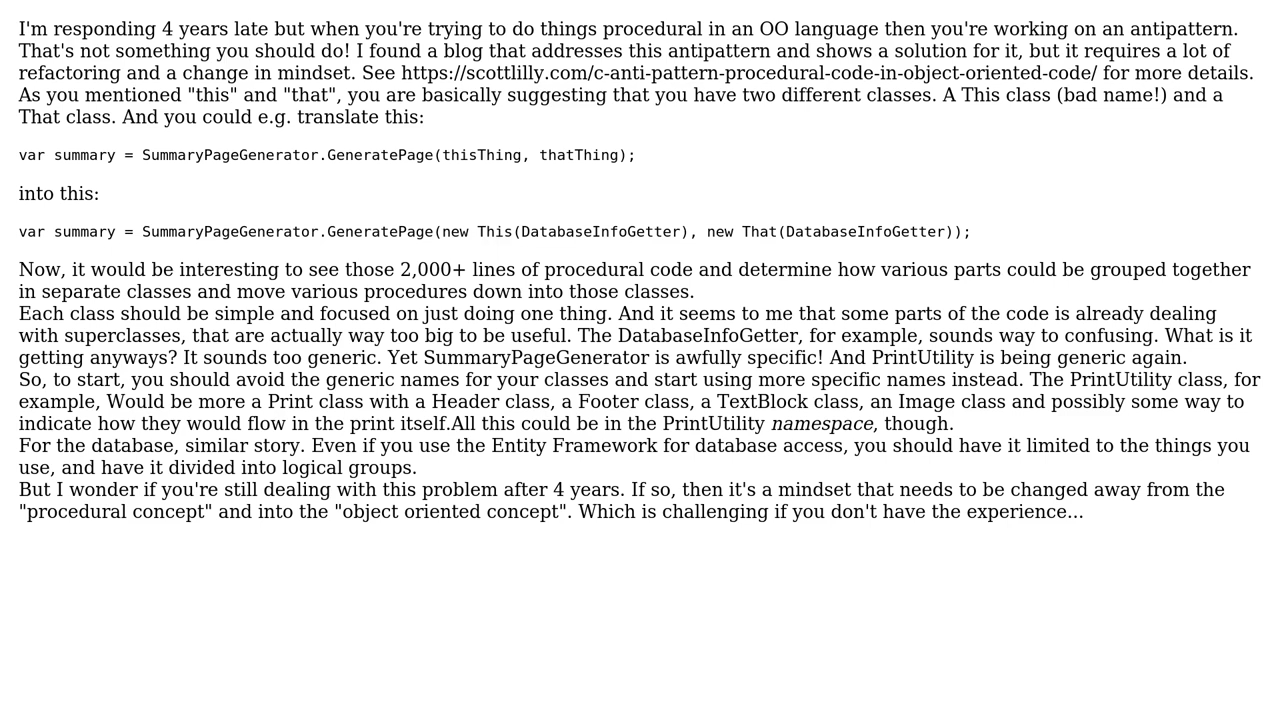 I'm responding 4 years late but when you're trying to do things procedural in an OO language then you're working on an antipattern.
That's not something you should do! I found a blog that addresses this antipattern and shows a solution for it, but it requires a lot of
refactoring and a change in mindset. See https://scottlilly.com/c-anti-pattern-procedural-code-in-object-oriented-code/ for more details.
As you mentioned "this" and "that", you are basically suggesting that you have two different classes. A This class (bad name!) and a
That class. And you could e.g. translate this:
var summary = SummaryPageGenerator.GeneratePage(thisThing, thatThing);
into this:
var summary = SummaryPageGenerator.GeneratePage(new This(DatabaseInfoGetter), new That(DatabaseInfoGetter));
Now, it would be interesting to see those 2,000+ lines of procedural code and determine how various parts could be grouped together
in separate classes and move various procedures down into those classes.
Each class should be simple and focused on just doing one thing. And it seems to me that some parts of the code is already dealing
with superclasses, that are actually way too big to be useful. The DatabaseInfoGetter, for example, sounds way to confusing. What is it
getting anyways? It sounds too generic. Yet SummaryPageGenerator is awfully specific! And PrintUtility is being generic again.
So, to start, you should avoid the generic names for your classes and start using more specific names instead. The PrintUtility class, for
example, Would be more a Print class with a Header class, a Footer class, a TextBlock class, an Image class and possibly some way to
indicate how they would flow in the print itself.All this could be in the PrintUtility namespace, though.
For the database, similar story. Even if you use the Entity Framework for database access, you should have it limited to the things you
use, and have it divided into logical groups.
But I wonder if you're still dealing with this problem after 4 years. If so, then it's a mindset that needs to be changed away from the
"procedural concept" and into the "object oriented concept". Which is challenging if you don't have the experience...